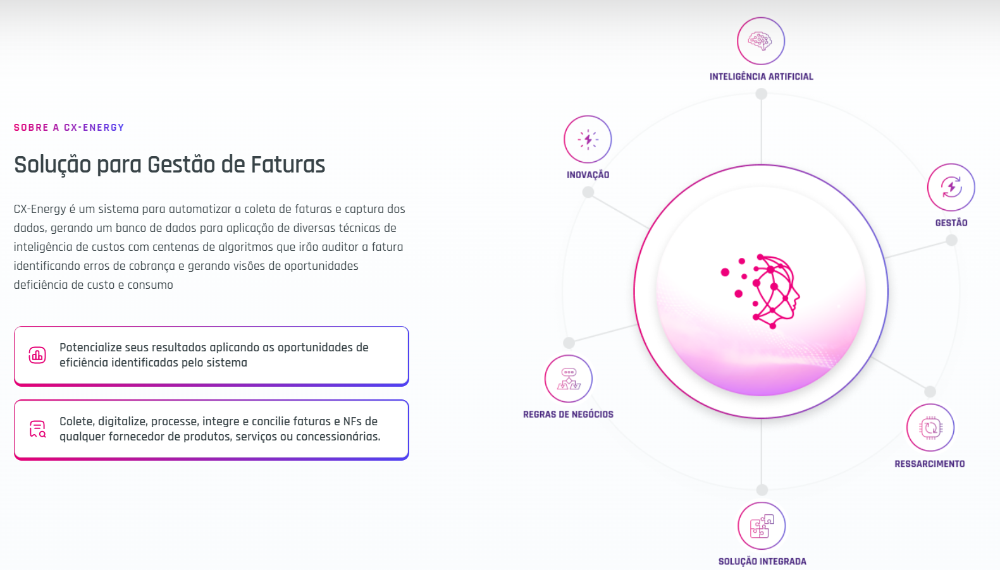 SOBRE A CX-ENERGY
Solução para Gestão de Faturas
CX-Energy é um sistema para automatizar a coleta de faturas e captura dos
dados, gerando um banco de dados para aplicação de diversas técnicas de
inteligência de custos com centenas de algoritmos que irão auditor a fatura
identificando erros de cobrança e gerando visões de oportunidades
deficiência de custo e consumo
Potencialize seus resultados aplicando as oportunidades de
eficiência identificadas pelo sistema
Colete, digitalize, processe, integre e concilie faturas e NFs de
qualquer fornecedor de produtos, serviços ou concessionárias.
INTELIGÊNCIA ARTIFICIAL
INOVAÇÃO
GESTÃO
REGRAS DE NEGÓCIOS
RESSARCIMENTO
SOLUÇÃO INTEGRADA